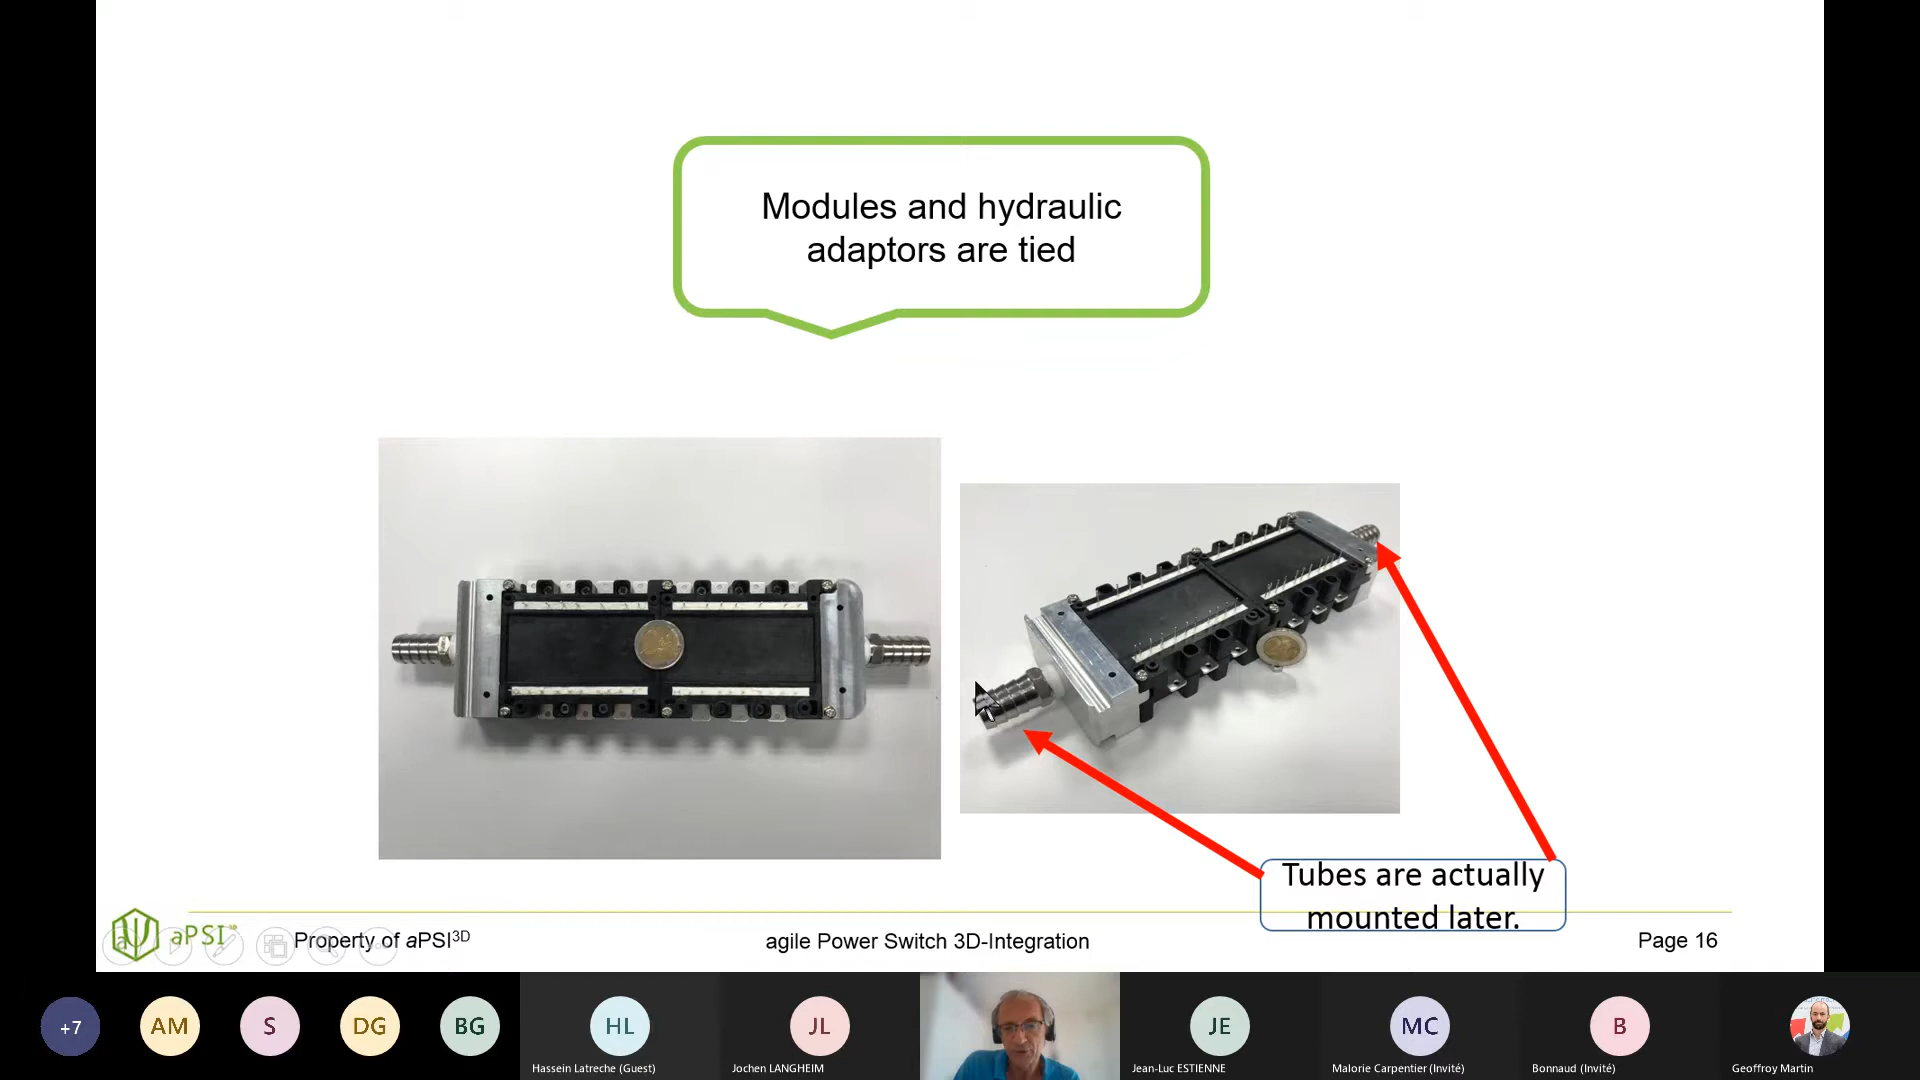 Modules and hydraulic
adaptors are tied
Tubes are actually
mounted later.
aPSI3D
Property of aPSI3D
agile Power Switch 3D-Integration
Page 16
+7
AM
S
DG
BG
HL
Hassein Latreche (Guest)
JL
Jochen LANGHEIM
JE
Jean-Luc ESTIENNE
MC
Malorie Carpentier (Invité)
B
Bonnaud (Invité)
Geoffroy Martin